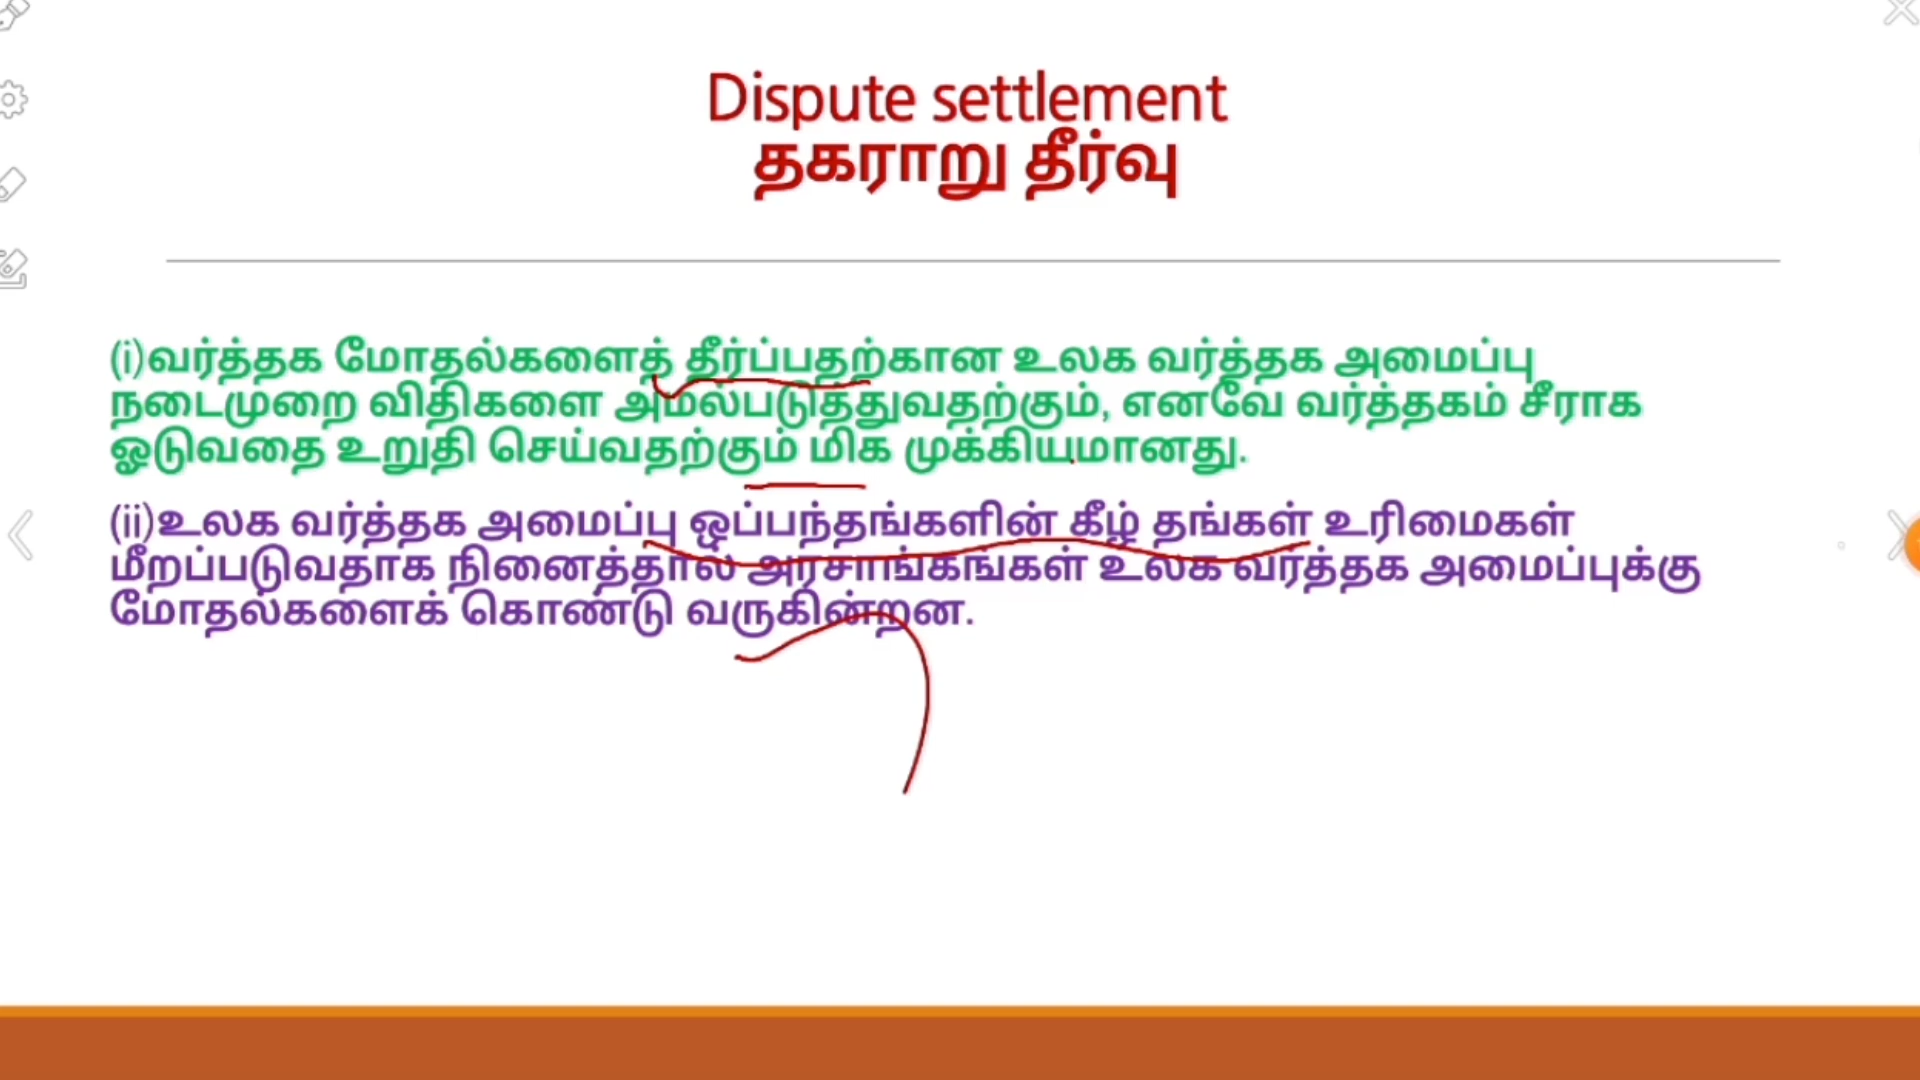 Dispute settlement
தகராறு தீர்வு
(i)வர்த்தக மோதல்களைத் தீர்ப்பதற்கான உலக வர்த்தக அமைப்பு
நடைமுறை விதிகளை அமல்படுத்துவதற்கும், எனவே வர்த்தகம் சீராக
ஓடுவதை உறுதி செய்வதற்கும் மிக முக்கியமானது.
(ii)உலக வர்த்தக அமைப்பு ஒப்பந்தங்களின் கீழ் தங்கள் உரிமைகள்
மீறப்படுவதாக நினைத்தால் அரசாங்கங்கள் உலக வர்த்தக அமைப்புக்கு
மோதல்களைக் கொண்டு வருகின்றன.